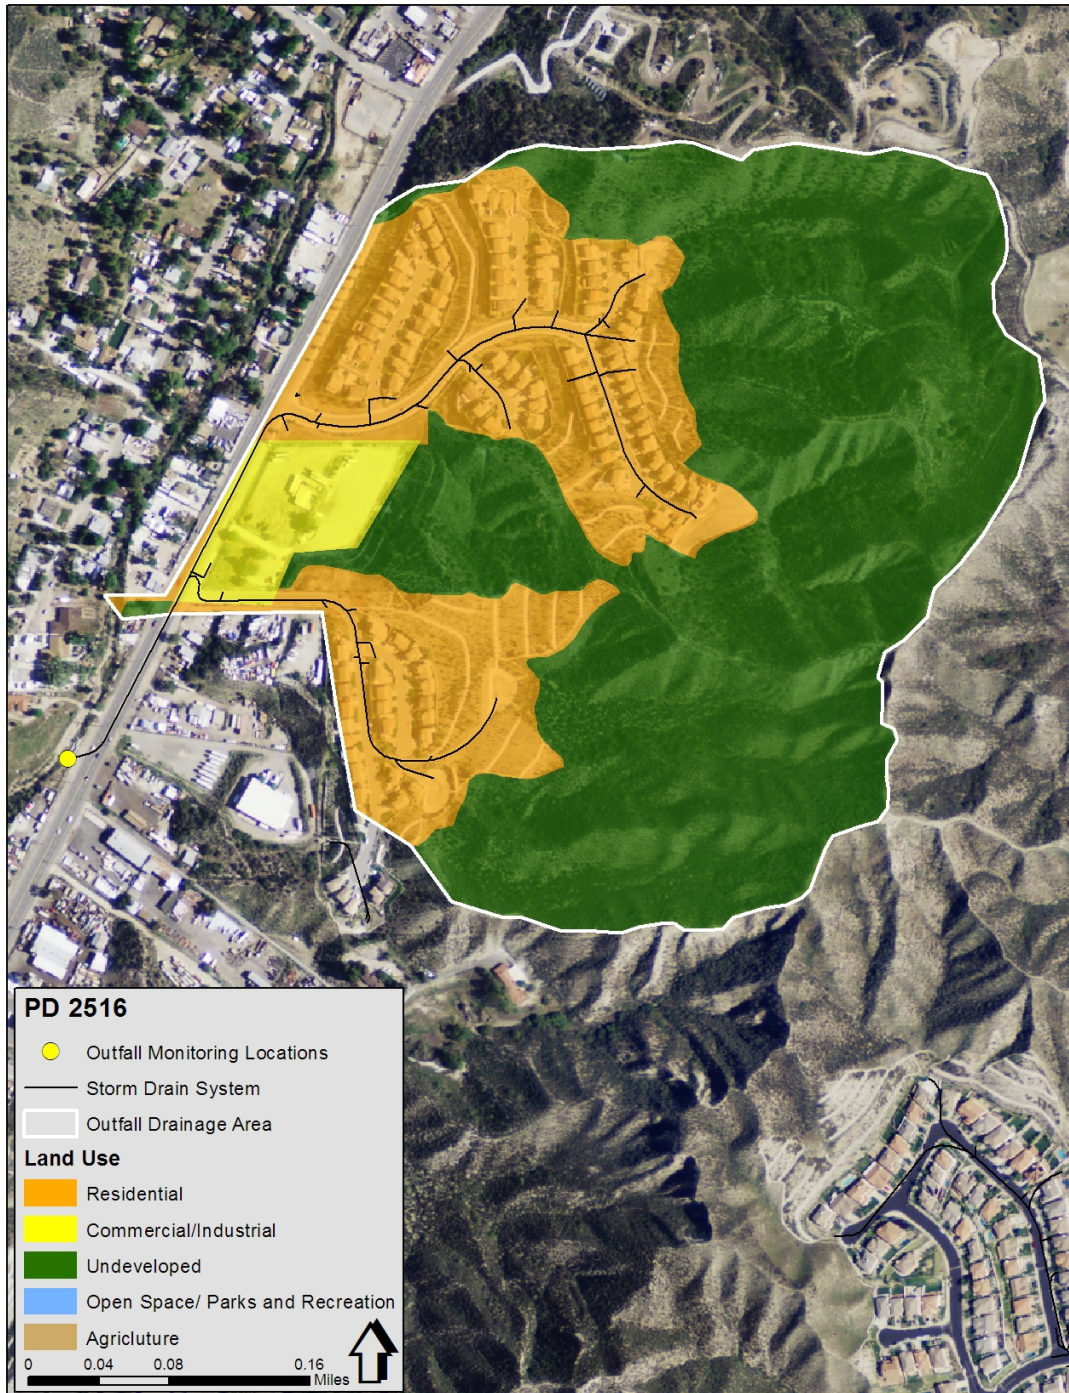 PD 2516
Outfall Monitoring Locations
Storm Drain System
Outfall Drainage Area
Land Use
Residential
Commercial/Industrial
Undeveloped
Open Space/ Parks and Recreation
Agricluture
0 0.04 0.08 0.16
Miles